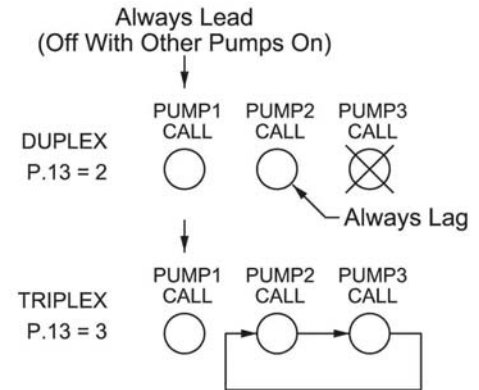 Always Lead
(Off With Other Pumps On)
PUMP1 PUMP2 PUMP3
CALL CALL CALL
DUPLEX
P.13 = 2
Always Lag
PUMP1 PUMP2 PUMP3
CALL CALL CALL
TRIPLEX
P.13 = 3